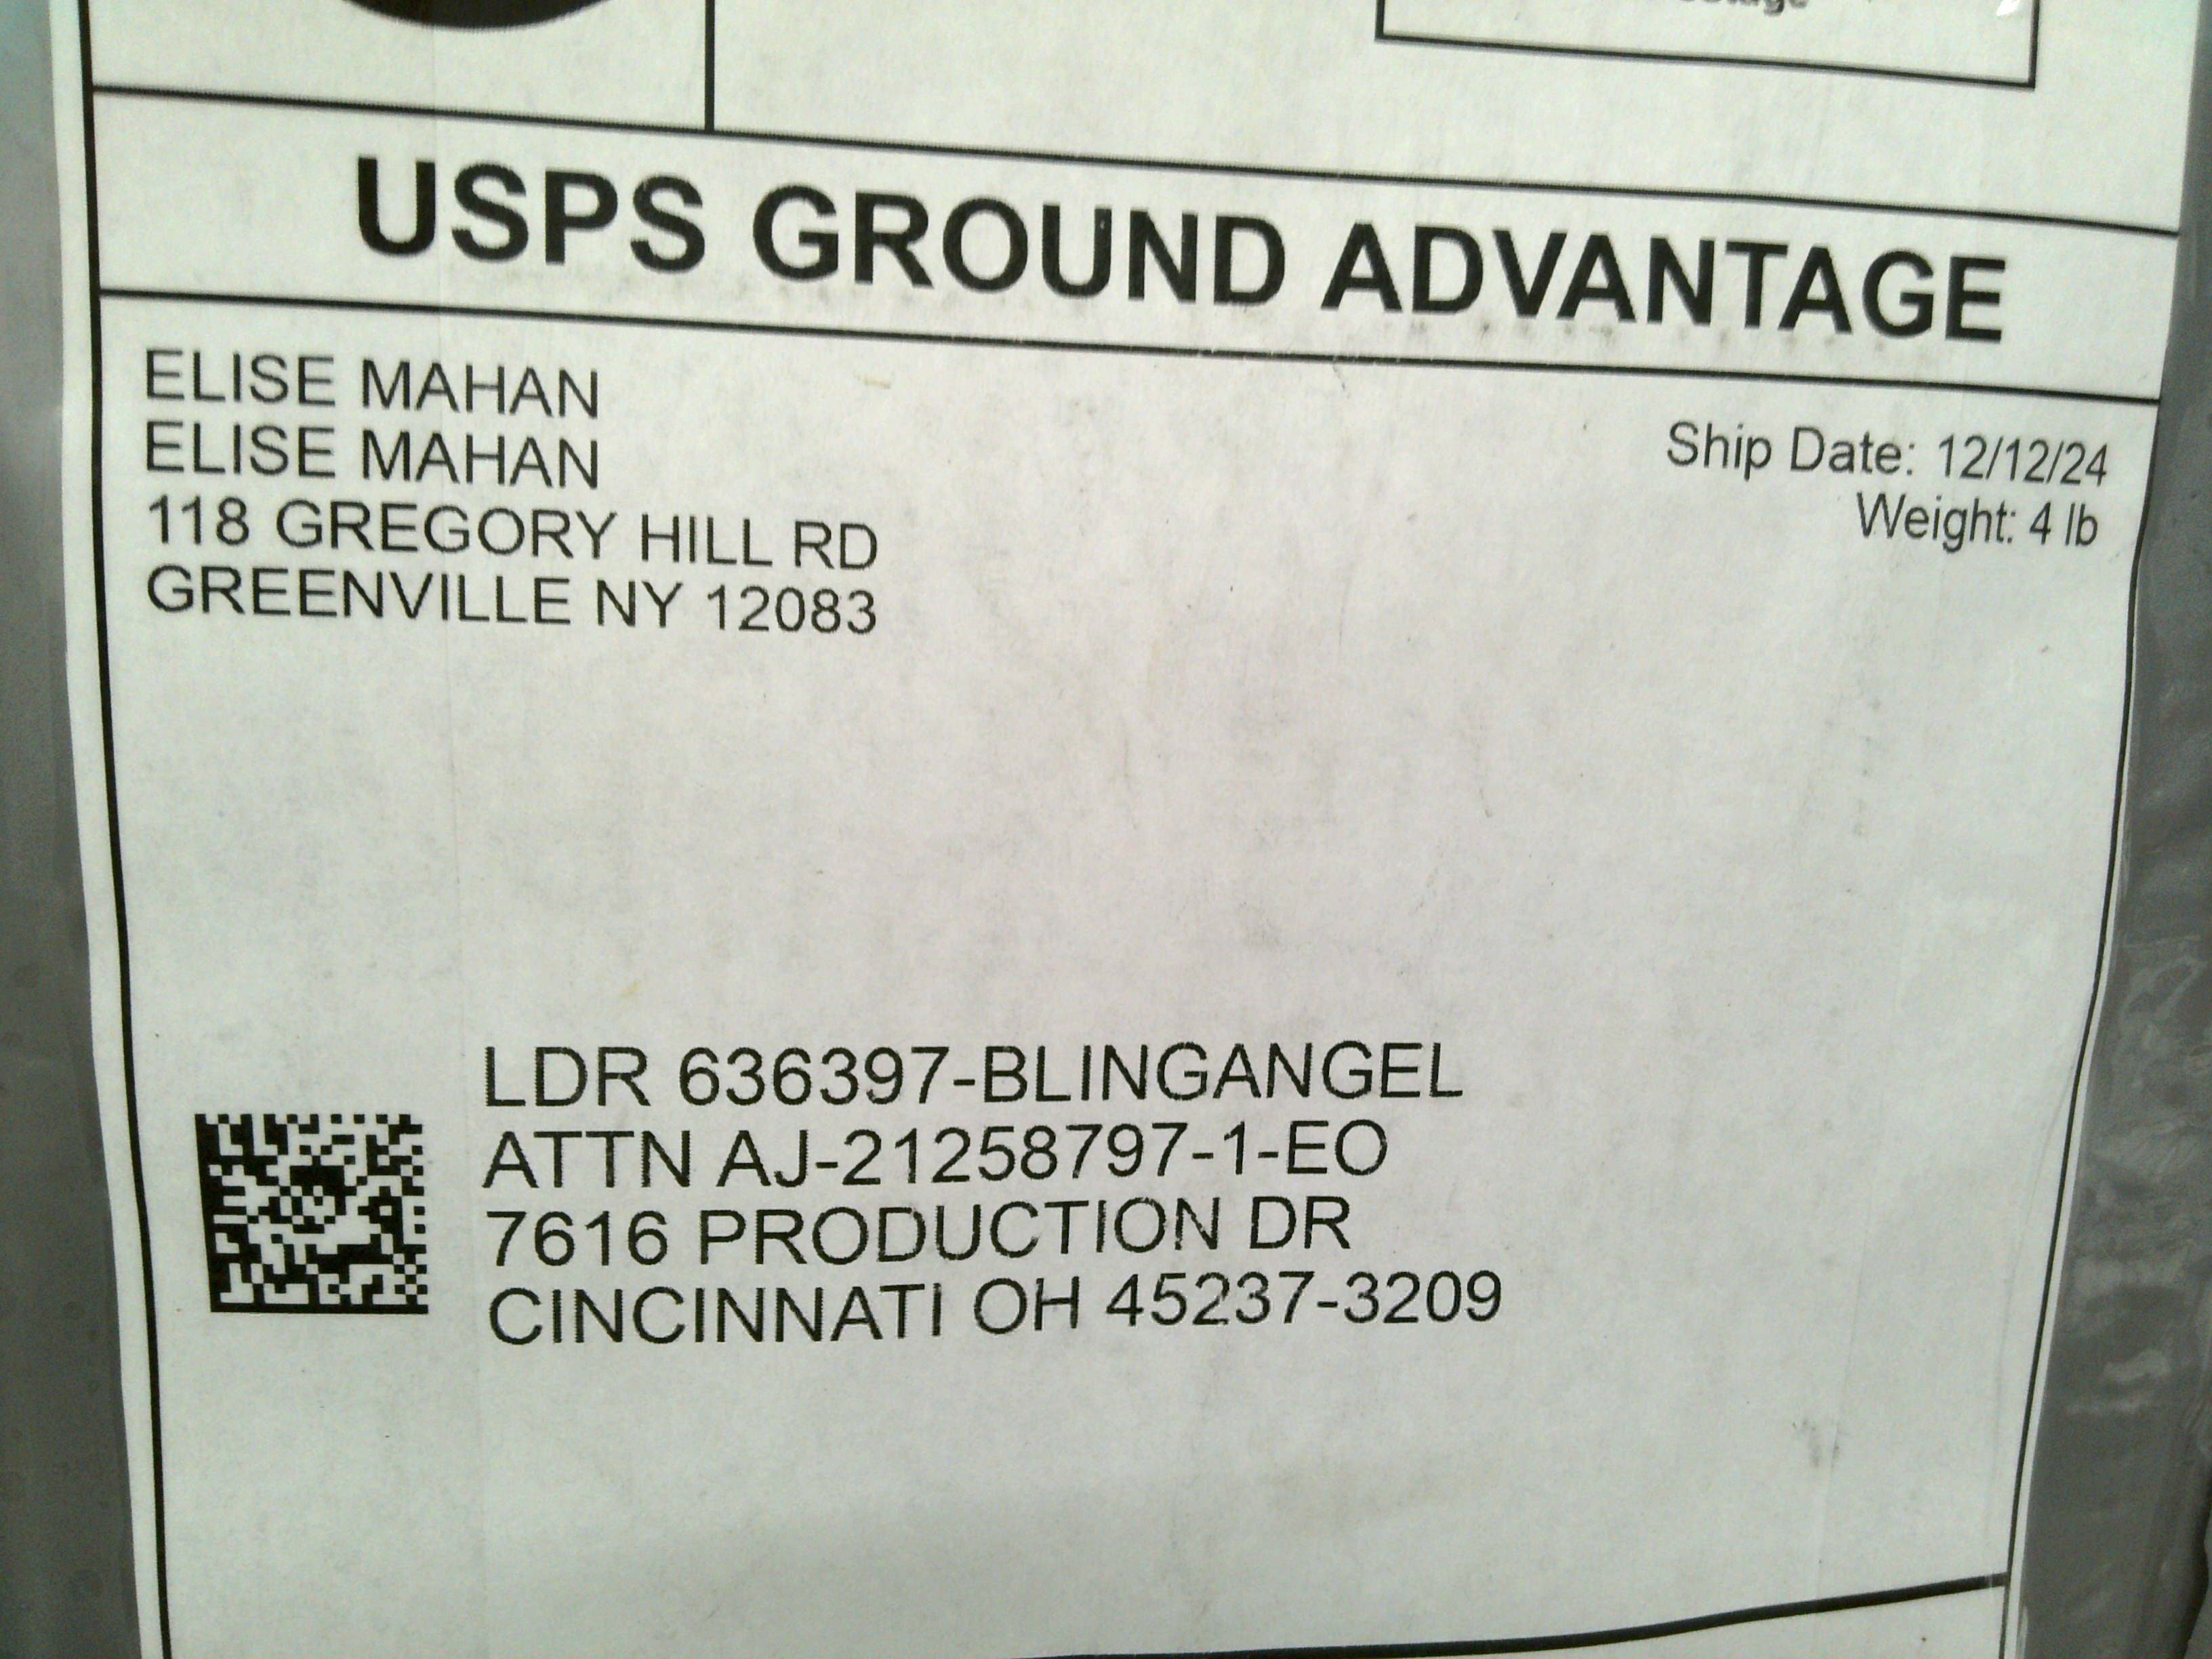 USPS GROUND ADVANTAGE
ELISE MAHAN
ELISE MAHAN
118 GREGORY HILL RD
GREENVILLE NY 12083
Ship Date: 12/12/24
Weight: 4 lb
LDR 636397-BLINGANGEL
ATTN AJ-21258797-1-EO
7616 PRODUCTION DR
CINCINNATI OH 45237-3209